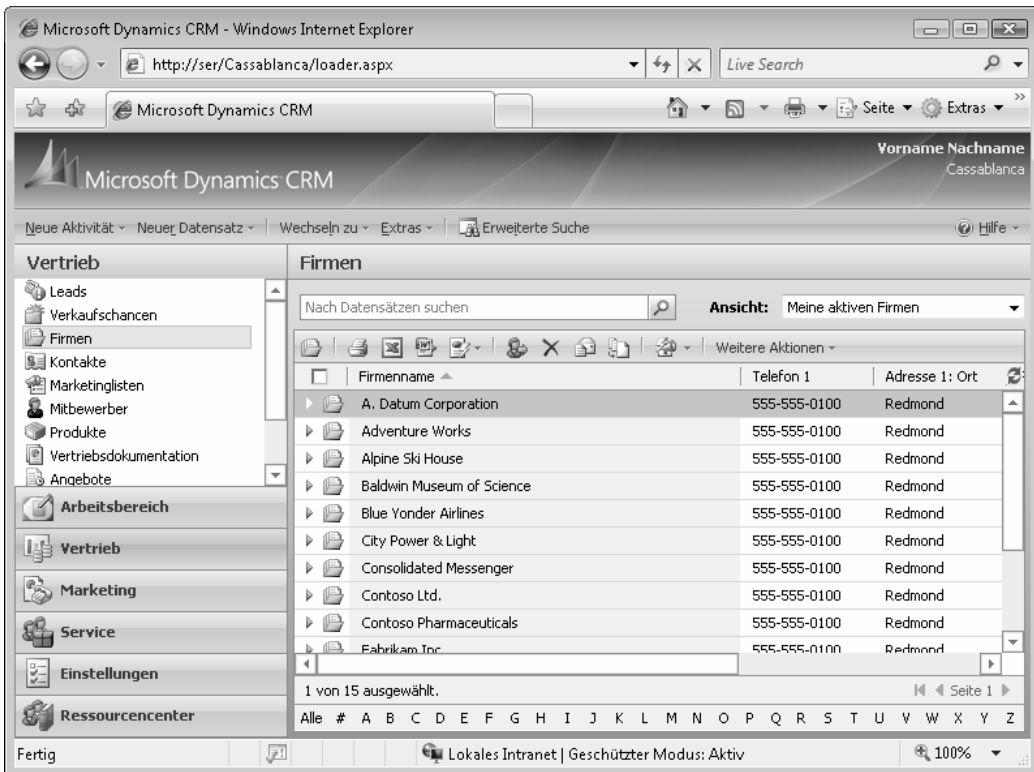 Microsoft Dynamics CRM - Windows Internet Explorer
http://ser/Cassablanca/loader.aspx
Live Search
Microsoft Dynamics CRM
Seite
Extras
Vorname Nachname
Cassablanca
Microsoft Dynamics CRM
Neue Aktivität Neuer Datensatz Wechseln zu Extras Erweiterte Suche Hilfe
Vertrieb
Leads
Verkaufschancen
Firmen
Kontakte
Marketinglisten
Mitbewerber
Produkte
Vertriebsdokumentation
Angebote
Arbeitsbereich
Vertrieb
Marketing
Service
Einstellungen
Ressourcencenter
Firmen
Nach Datensätzen suchen
Ansicht: Meine aktiven Firmen
Weitere Aktionen
Firmenname Telefon 1 Adresse 1: Ort
A. Datum Corporation 555-555-0100 Redmond
Adventure Works 555-555-0100 Redmond
Alpine Ski House 555-555-0100 Redmond
Baldwin Museum of Science 555-555-0100 Redmond
Blue Yonder Airlines 555-555-0100 Redmond
City Power & Light 555-555-0100 Redmond
Consolidated Messenger 555-555-0100 Redmond
Contoso Ltd. 555-555-0100 Redmond
Contoso Pharmaceuticals 555-555-0100 Redmond
Fabrikam Inc 555-555-0100 Redmond
1 von 15 ausgewählt. Seite 1
Alle # A B C D E F G H I J K L M N O P Q R S T U V W X Y Z
Fertig
Lokales Intranet | Geschützter Modus: Aktiv
100%